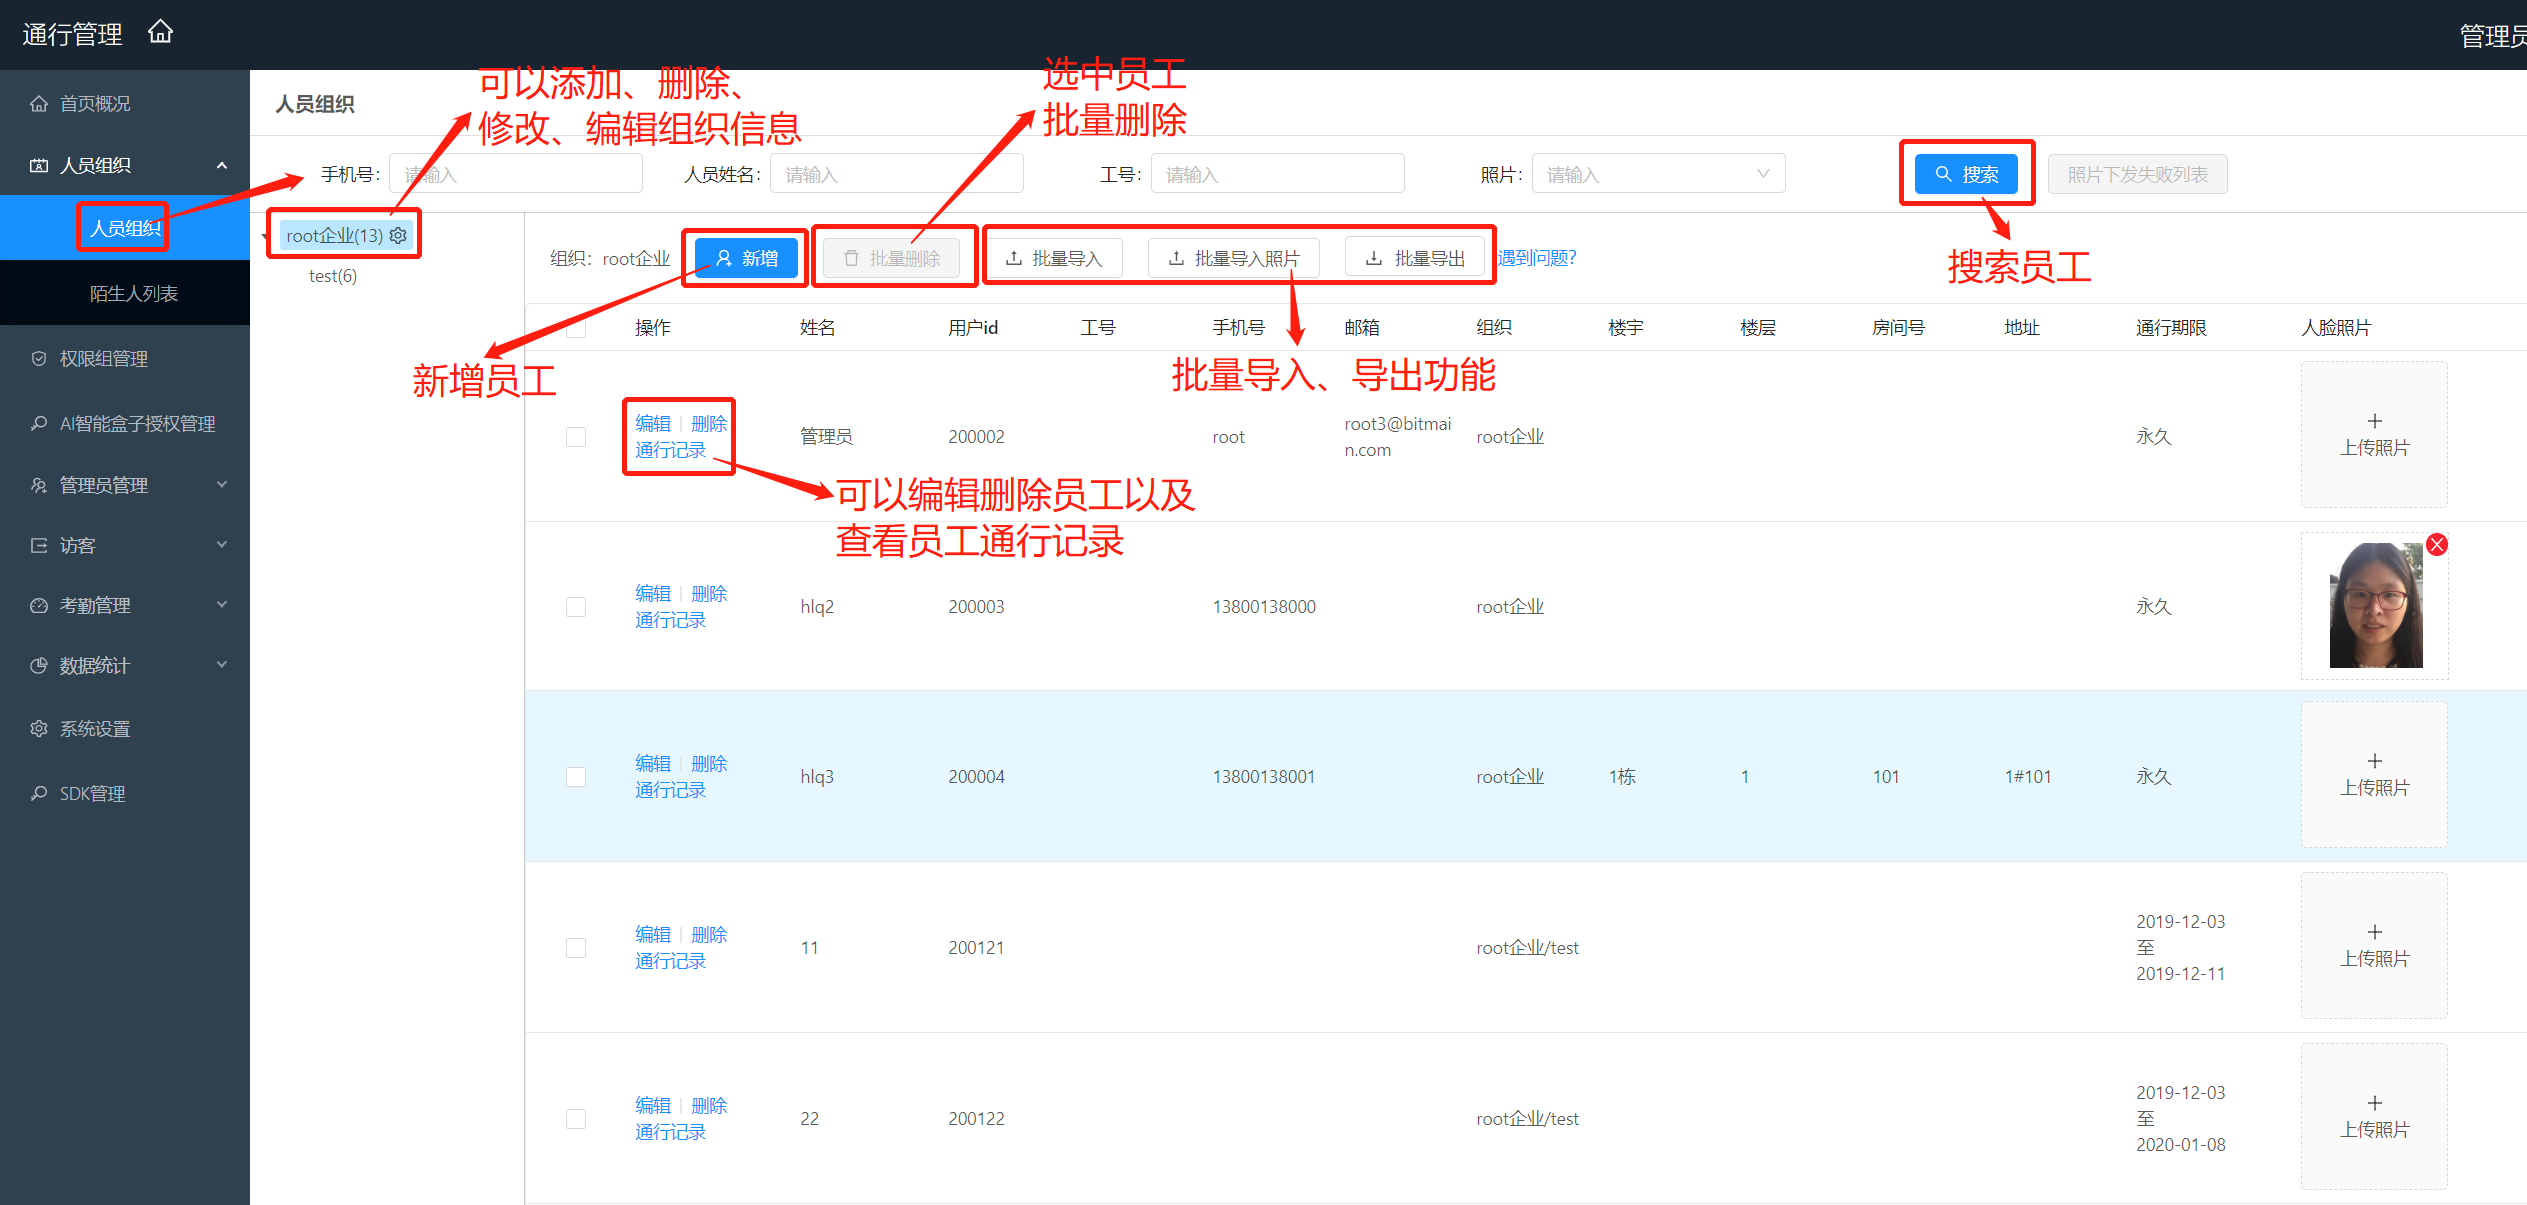 通行管理
管理员
首页概况
人员组织
人员组织
陌生人列表
权限组管理
AI智能盒子授权管理
管理员管理
访客
考勤管理
数据统计
系统设置
SDK管理
人员组织
可以添加、删除、
修改、编辑组织信息
选中员工
批量删除
手机号: 请输入 人员姓名: 请输入 工号: 请输入 照片: 请输入 搜索 照片下发失败列表
root企业(13)
test(6)
组织: root企业 新增 批量删除 批量导入 批量导入照片 批量导出 遇到问题?
搜索员工
操作 姓名 用户id 工号 手机号 邮箱 组织 楼宇 楼层 房间号 地址 通行期限 人脸照片
新增员工
批量导入、导出功能
编辑 删除
通行记录
管理员 200002 root
root3@bitmai
n.com
root企业 永久
上传照片
可以编辑删除员工以及
查看员工通行记录
编辑 删除
通行记录
hlq2 200003 13800138000 root企业 永久
编辑 删除
通行记录
hlq3 200004 13800138001 root企业 1栋 1 101 1#101 永久
上传照片
编辑 删除
通行记录
11 200121 root企业/test
2019-12-03
至
2019-12-11
上传照片
编辑 删除
通行记录
22 200122 root企业/test
2019-12-03
至
2020-01-08
上传照片